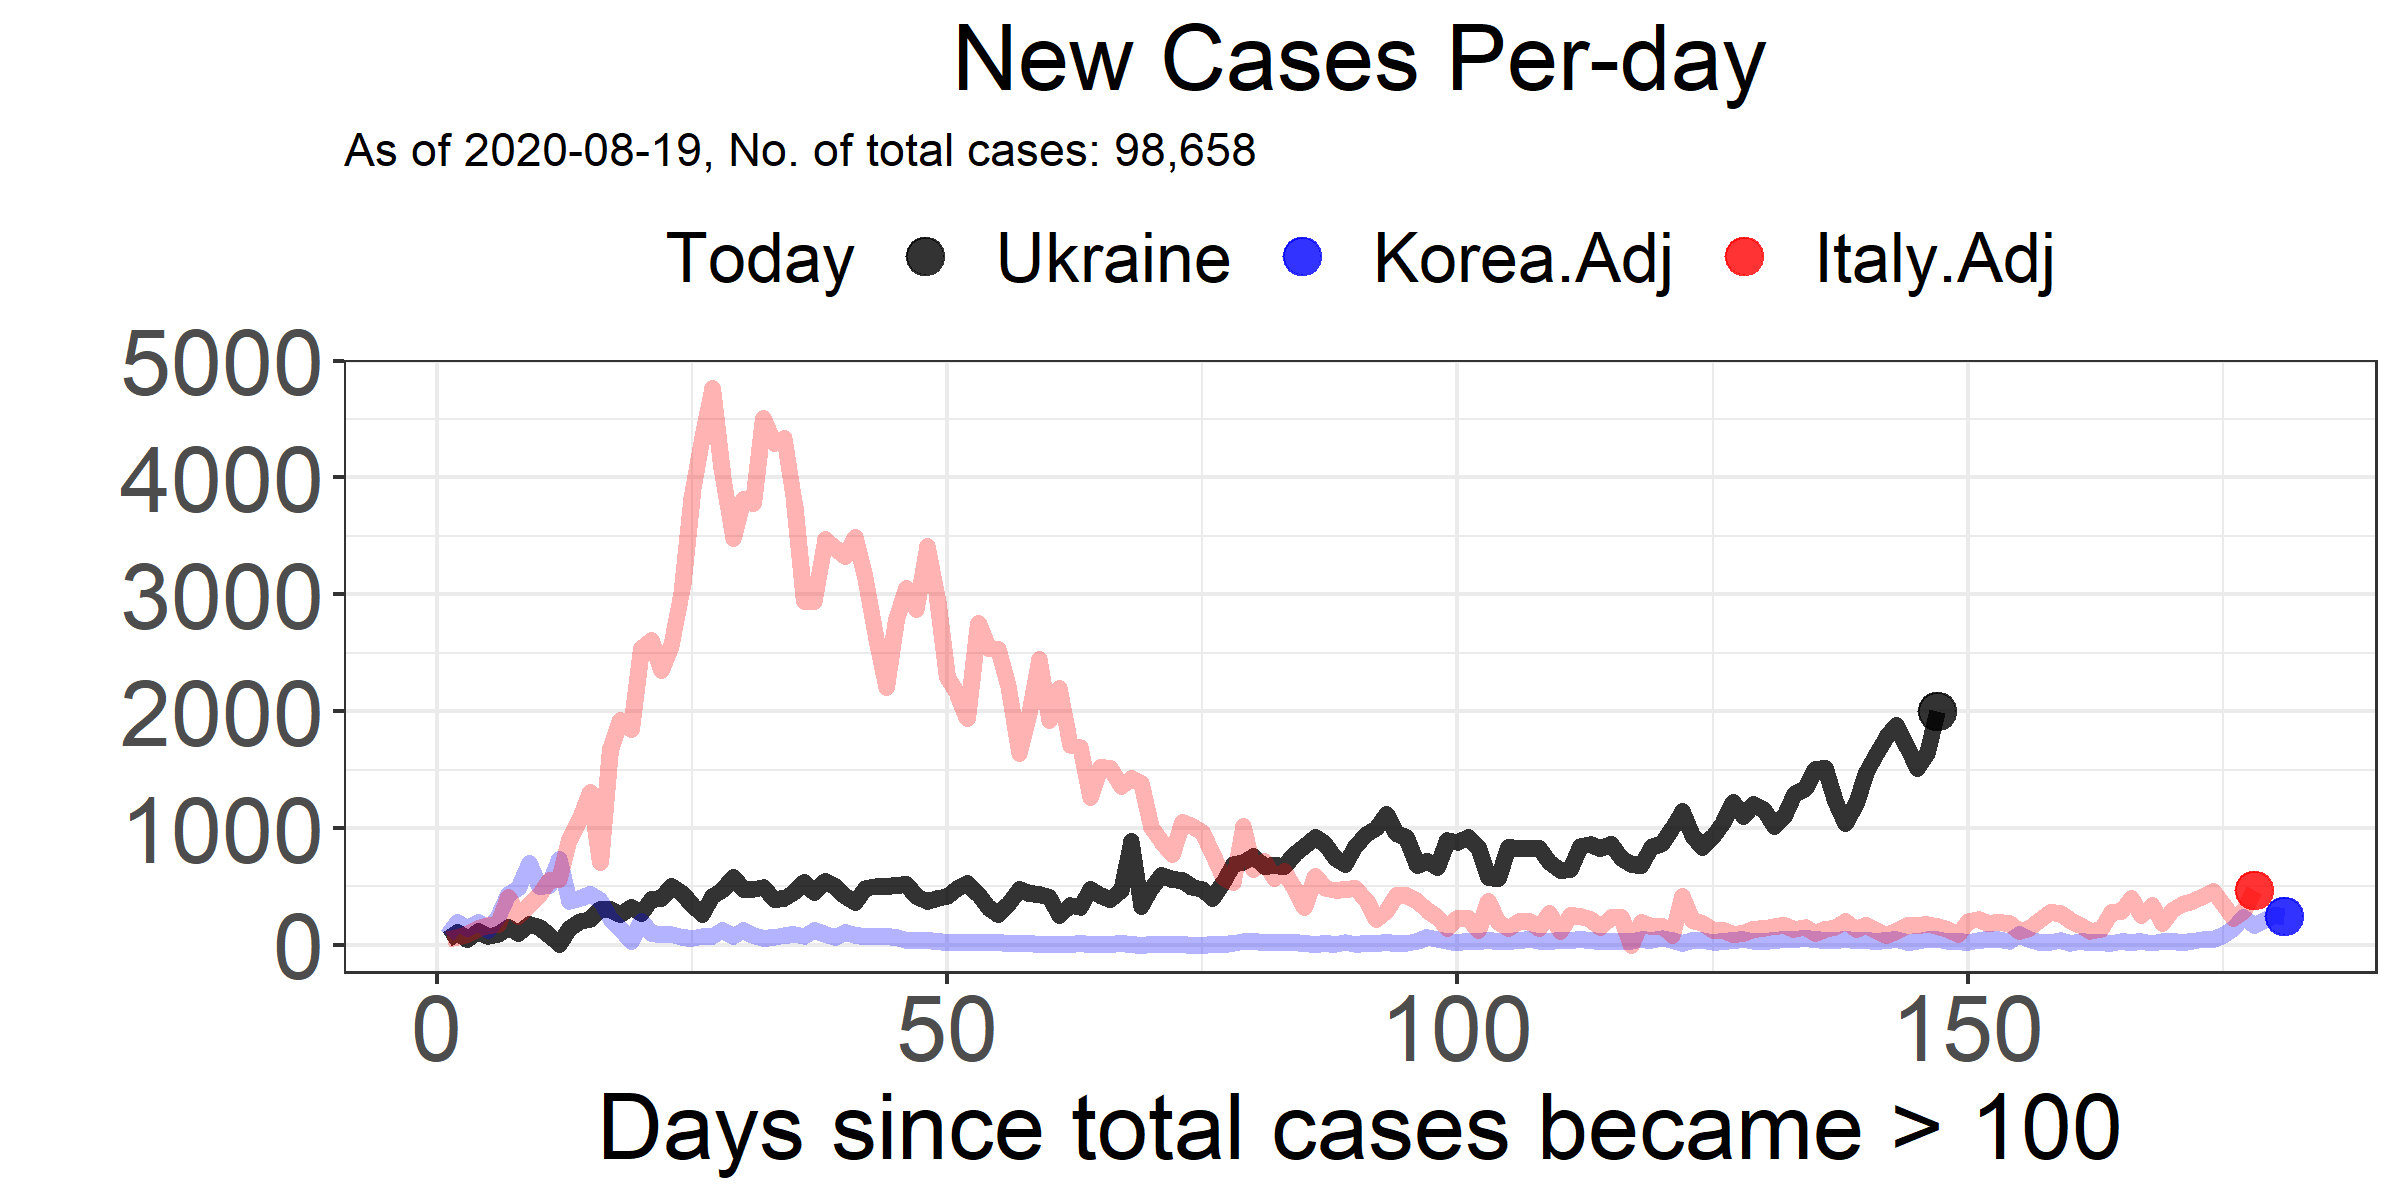 New Cases Per-day
As of 2020-08-19, No. of total cases: 98,658
Today Ukraine Korea.Adj Italy.Adj
5000
4000
3000
2000
1000
0
0 50 100 150
Days since total cases became > 100